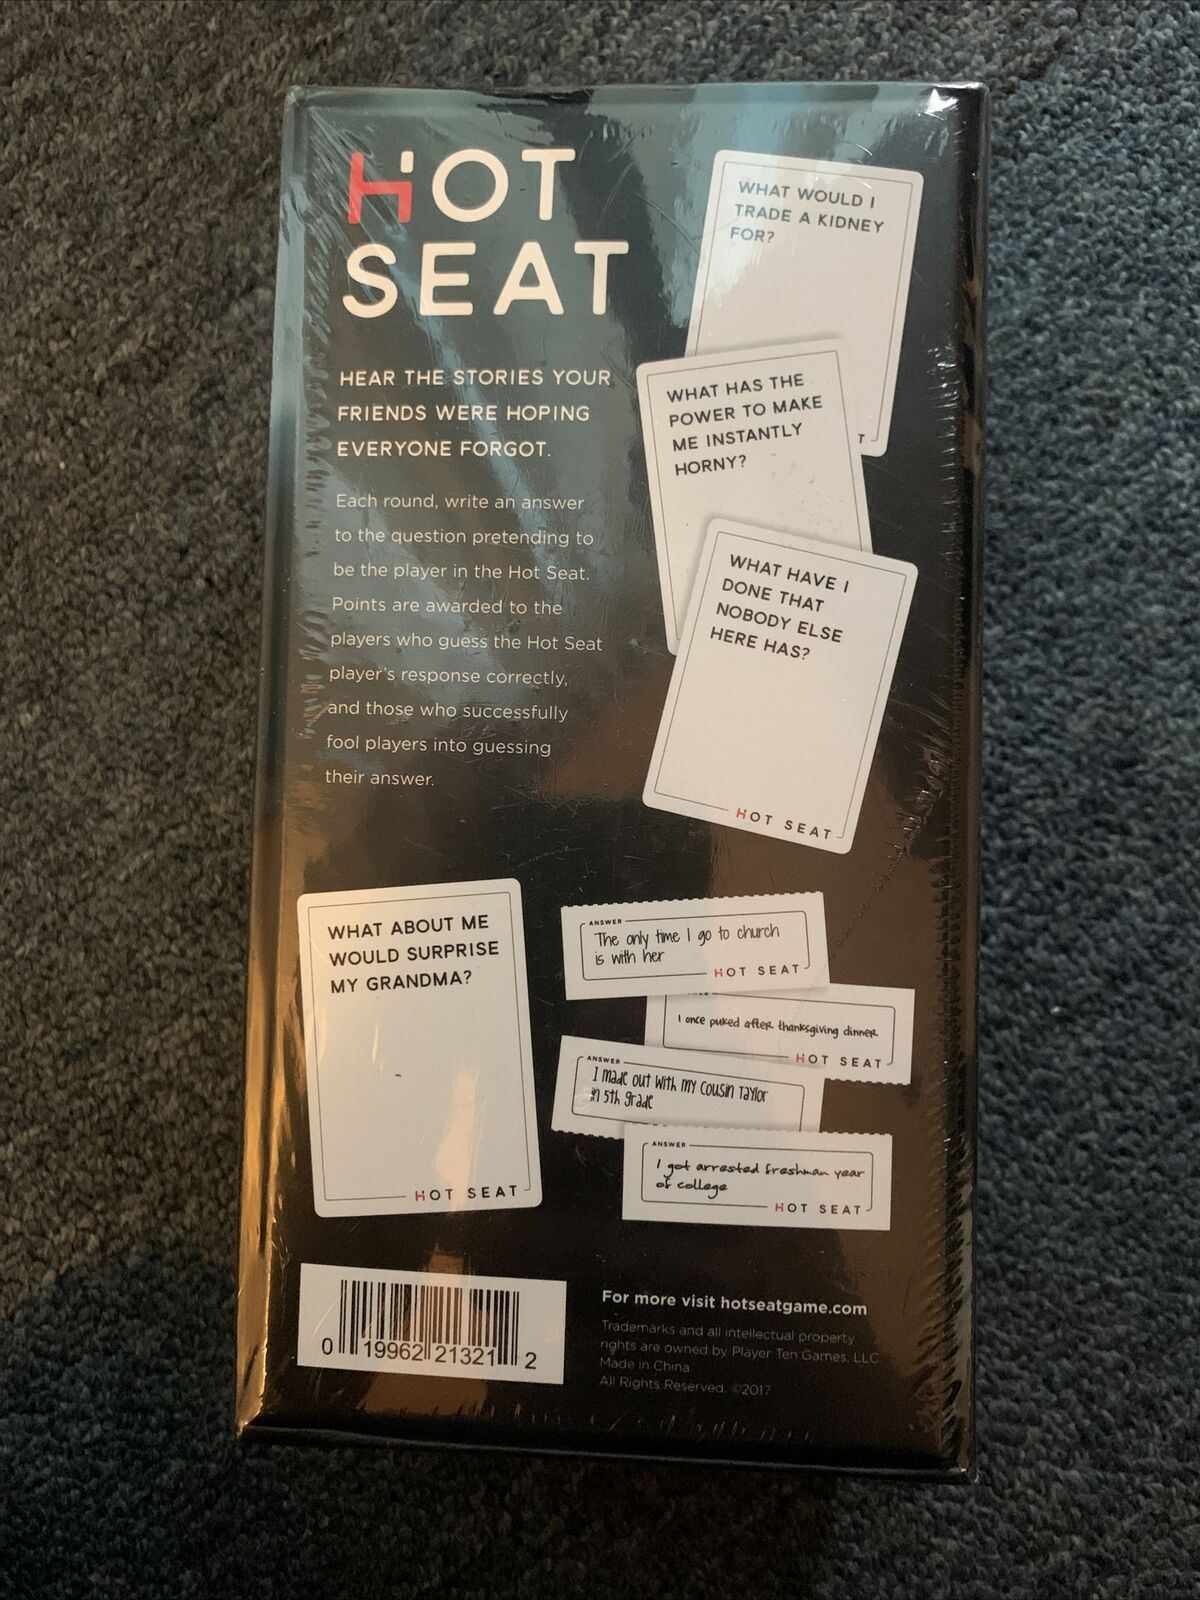 HOT
SEAT
HEAR THE STORIES YOUR
FRIENDS WERE HOPING
EVERYONE FORGOT.
Each round, write an answer
to the question pretending to
be the player in the Hot Seat.
Points are awarded to the
players who guess the Hot Seat
player's response correctly,
and those who successfully
fool players into guessing
their answer.
WHAT WOULD I
TRADE A KIDNEY
FOR?
T
WHAT HAS THE
POWER TO MAKE
ME INSTANTLY
HORNY?
WHAT HAVE I
DONE THAT
NOBODY ELSE
HERE HAS?
HOT SEAT
WHAT ABOUT ME
WOULD SURPRISE
MY GRANDMA?
HOT SEAT
ANSWER
The only time I go to church
is with her
HOT SEAT
I once puked after thanksgiving dinner
HOT SEAT
ANSWER
I made out with my cousin Taylor
in 5th grade
ANSWER
I got arrested freshman year
of college
HOT SEAT
0 19962 21321 2
For more visit hotseatgame.com
Trademarks and all intellectual property
rights are owned by Player Ten Games, LLC.
Made in China
All Rights Reserved. ©2017